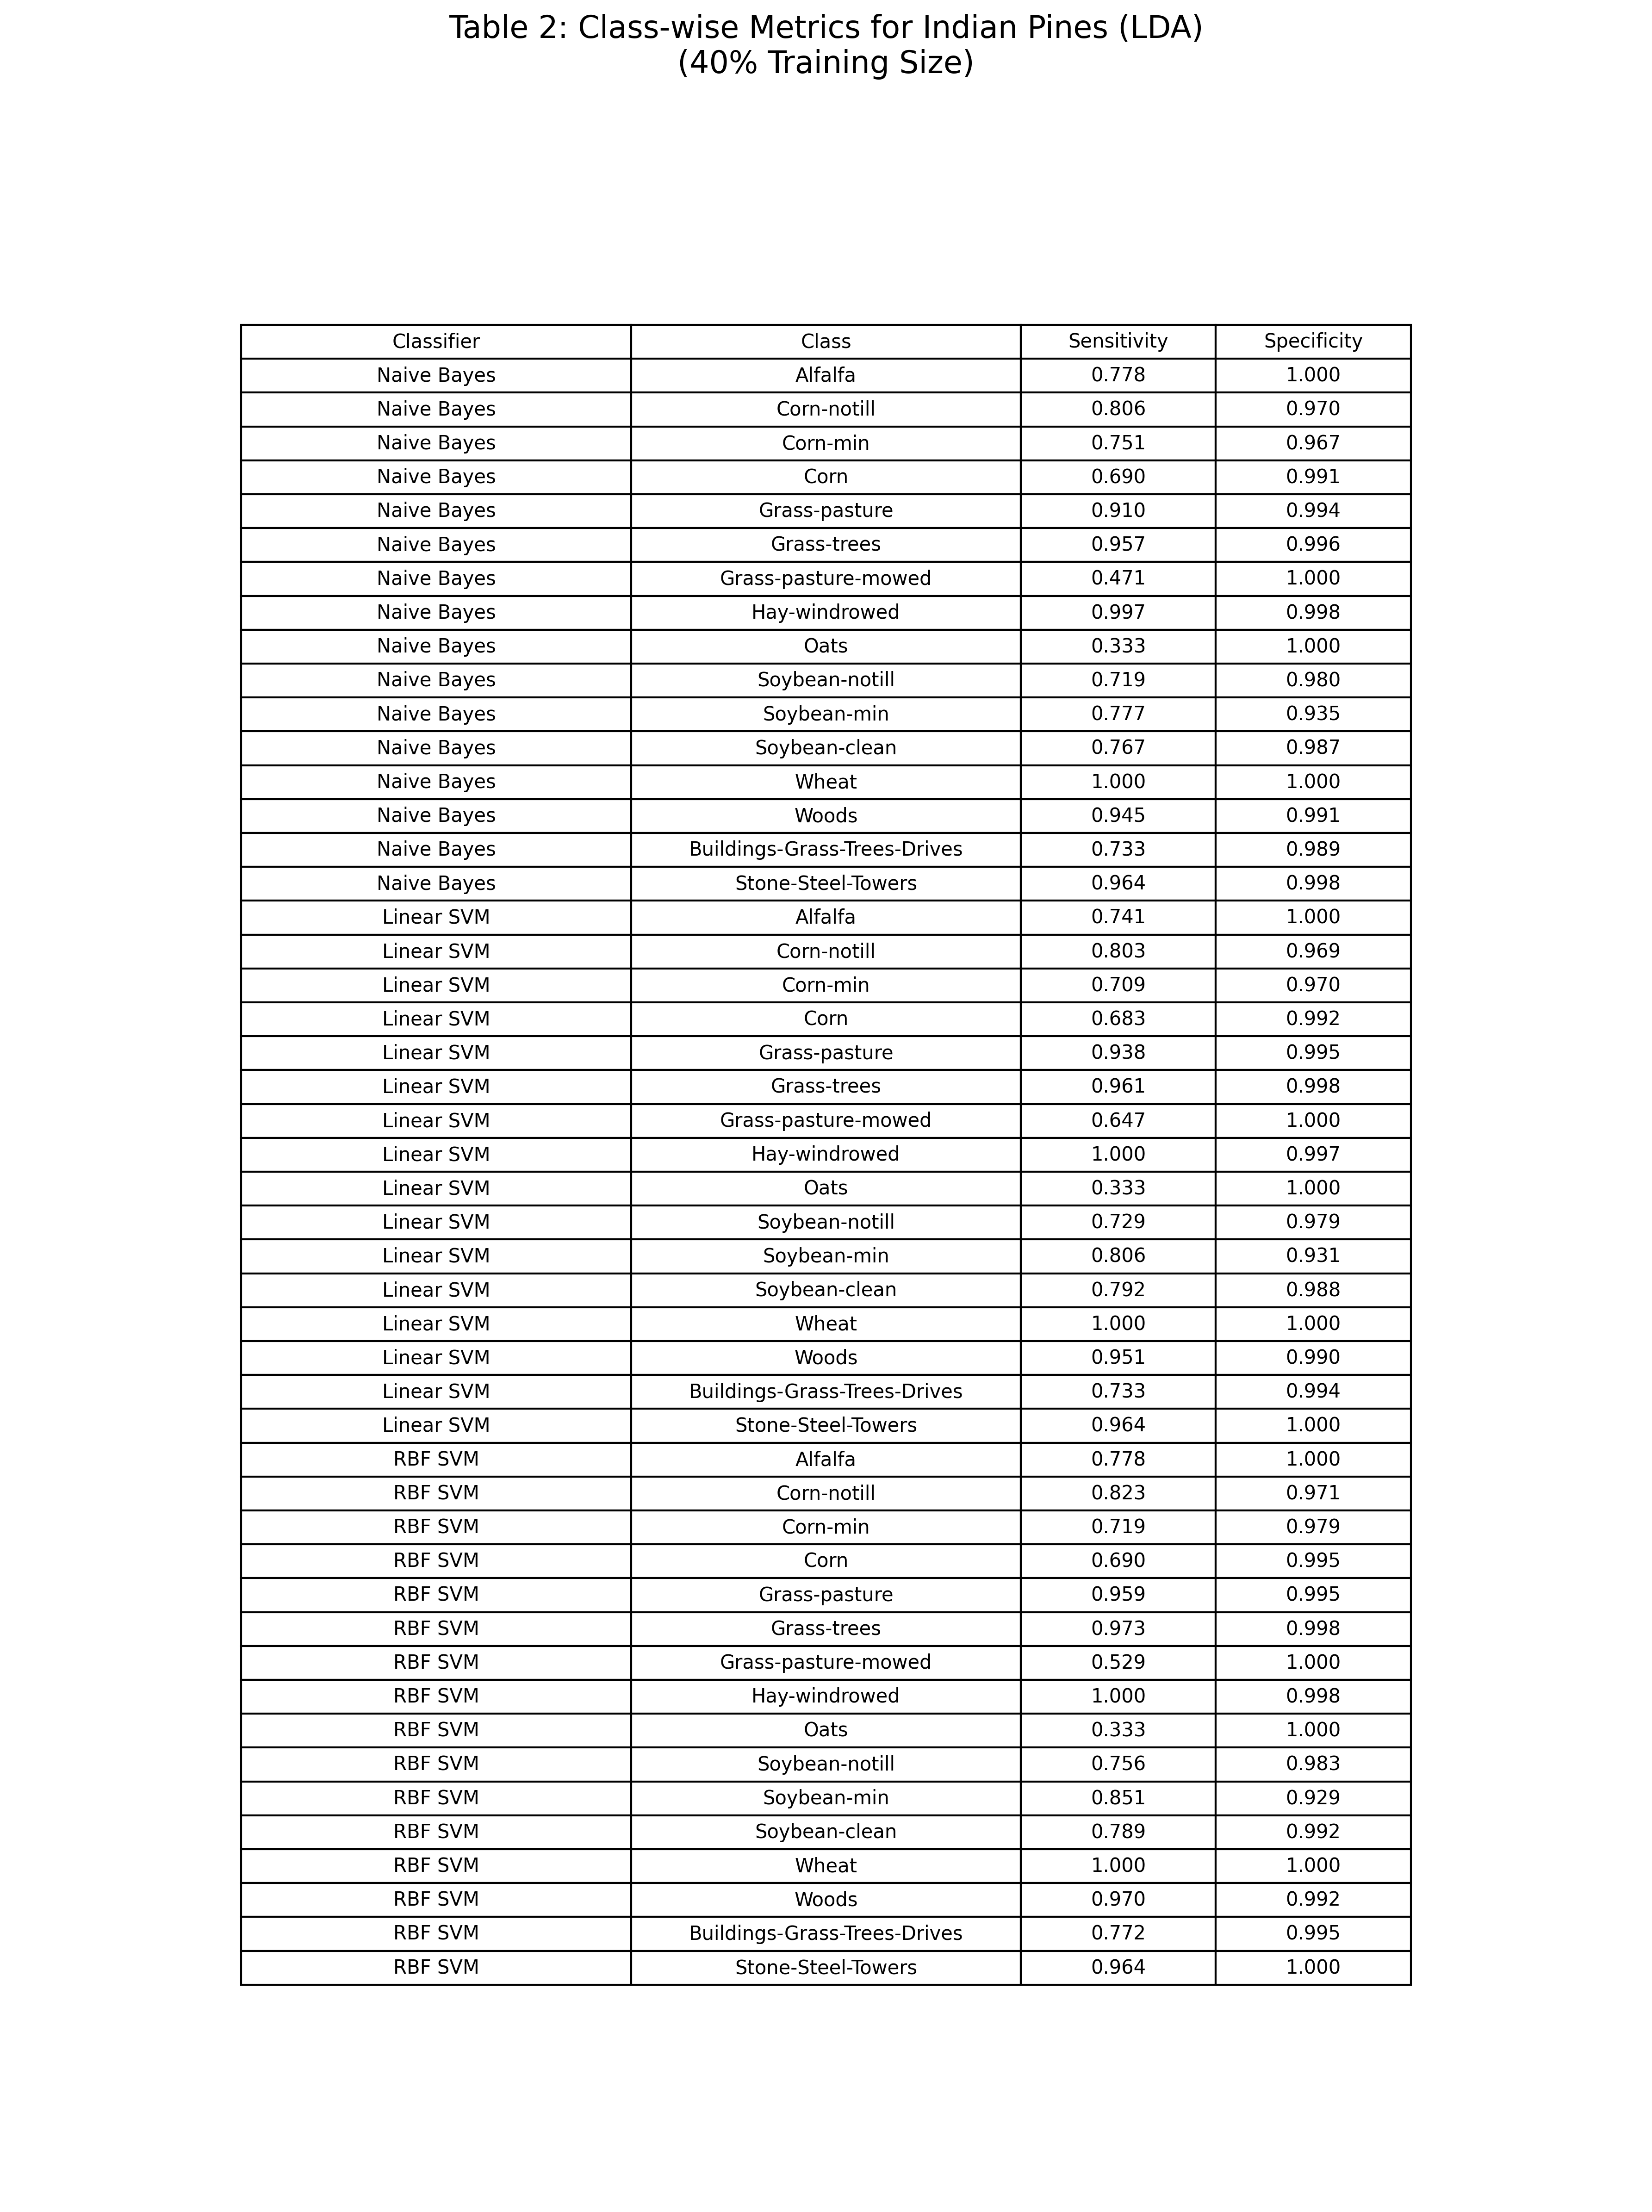 Table 2: Class-wise Metrics for Indian Pines (LDA)
(40% Training Size)
Classifier Class Sensitivity Specificity
Naive Bayes Alfalfa 0.778 1.000
Naive Bayes Corn-notill 0.806 0.970
Naive Bayes Corn-min 0.751 0.967
Naive Bayes Corn 0.690 0.991
Naive Bayes Grass-pasture 0.910 0.994
Naive Bayes Grass-trees 0.957 0.996
Naive Bayes Grass-pasture-mowed 0.471 1.000
Naive Bayes Hay-windrowed 0.997 0.998
Naive Bayes Oats 0.333 1.000
Naive Bayes Soybean-notill 0.719 0.980
Naive Bayes Soybean-min 0.777 0.935
Naive Bayes Soybean-clean 0.767 0.987
Naive Bayes Wheat 1.000 1.000
Naive Bayes Woods 0.945 0.991
Naive Bayes Buildings-Grass-Trees-Drives 0.733 0.989
Naive Bayes Stone-Steel-Towers 0.964 0.998
Linear SVM Alfalfa 0.741 1.000
Linear SVM Corn-notill 0.803 0.969
Linear SVM Corn-min 0.709 0.970
Linear SVM Corn 0.683 0.992
Linear SVM Grass-pasture 0.938 0.995
Linear SVM Grass-trees 0.961 0.998
Linear SVM Grass-pasture-mowed 0.647 1.000
Linear SVM Hay-windrowed 1.000 0.997
Linear SVM Oats 0.333 1.000
Linear SVM Soybean-notill 0.729 0.979
Linear SVM Soybean-min 0.806 0.931
Linear SVM Soybean-clean 0.792 0.988
Linear SVM Wheat 1.000 1.000
Linear SVM Woods 0.951 0.990
Linear SVM Buildings-Grass-Trees-Drives 0.733 0.994
Linear SVM Stone-Steel-Towers 0.964 1.000
RBF SVM Alfalfa 0.778 1.000
RBF SVM Corn-notill 0.823 0.971
RBF SVM Corn-min 0.719 0.979
RBF SVM Corn 0.690 0.995
RBF SVM Grass-pasture 0.959 0.995
RBF SVM Grass-trees 0.973 0.998
RBF SVM Grass-pasture-mowed 0.529 1.000
RBF SVM Hay-windrowed 1.000 0.998
RBF SVM Oats 0.333 1.000
RBF SVM Soybean-notill 0.756 0.983
RBF SVM Soybean-min 0.851 0.929
RBF SVM Soybean-clean 0.789 0.992
RBF SVM Wheat 1.000 1.000
RBF SVM Woods 0.970 0.992
RBF SVM Buildings-Grass-Trees-Drives 0.772 0.995
RBF SVM Stone-Steel-Towers 0.964 1.000